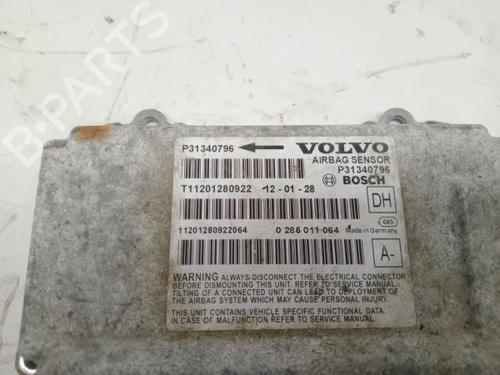 P31340796
VOLVO
AIRBAG SENSOR
P31340796
BOSCH
T11201280922 12-01-28
DH
085
11201280922064 0 285 011 064 Made in Germany
A-
WARNING ALWAYS DISCONNECT THE ELECTRICAL CONNECTOR
BEFORE DISMOUNTING. REFER TO SERVICE MANUAL
TILTING OF A CONNECTED UNIT CAN LEAD TO DEPLOYMENT
OF THE AIRBAG SYSTEM WHICH MAY CAUSE PERSONAL INJURY.
THIS UNIT CONTAINS VEHICLE SPECIFIC FUNCTIONAL DATA
IN CASE OF MALFUNCTION REFER TO SERVICE MANUAL.
B-PARTS